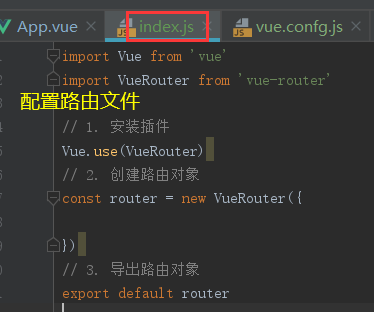 App.vue index.js vue.confg.js
import Vue from 'vue'
import VueRouter from 'vue-router'
配置路由文件
// 1. 安装插件
Vue.use(VueRouter)
// 2. 创建路由对象
const router = new VueRouter({
})
// 3. 导出路由对象
export default router